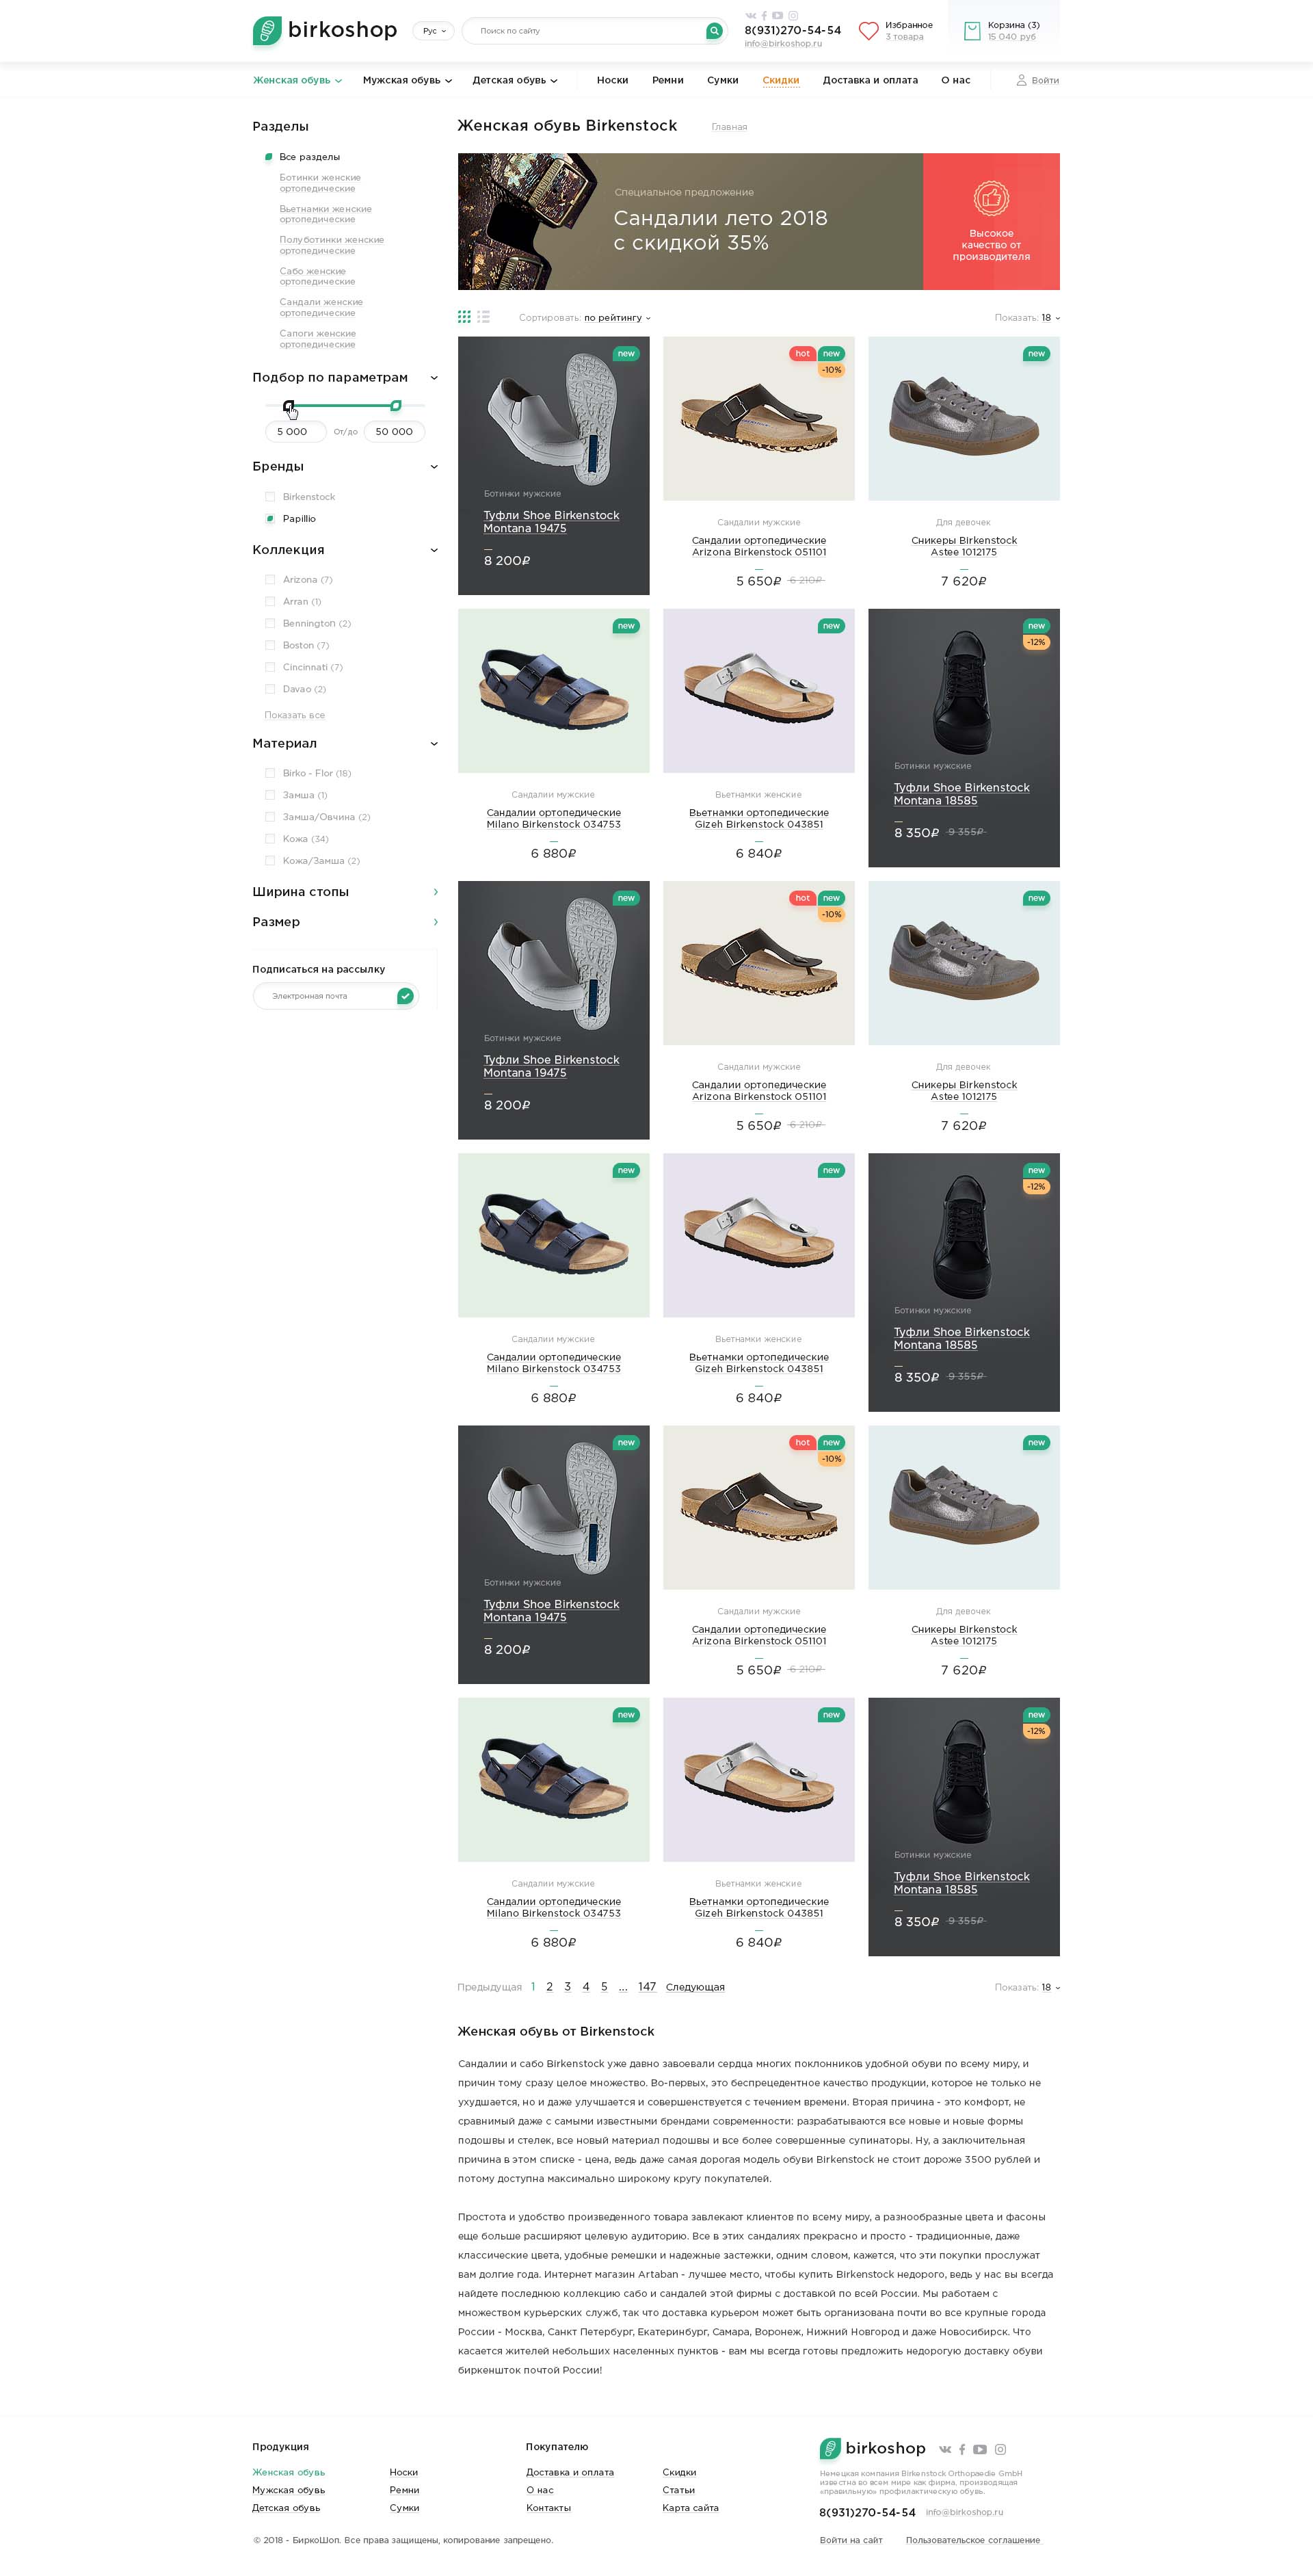 birkoshop
Рус
Поиск по сайту
8(931)270-54-54
info@birkoshop.ru
Избранное
3 товара
Корзина (3)
15 040 руб
Женская обувь
Мужская обувь
Детская обувь
Носки
Ремни
Сумки
Скидки
Доставка и оплата
О нас
Войти
Разделы
Все разделы
Ботинки женские
ортопедические
Вьетнамки женские
ортопедические
Полуботинки женские
ортопедические
Сабо женские
ортопедические
Сандали женские
ортопедические
Сапоги женские
ортопедические
Подбор по параметрам
5 000
От/до
50 000
Бренды
Birkenstock
Papillio
Коллекция
Arizona (7)
Arran (1)
Bennington (2)
Boston (7)
Cincinnati (7)
Davao (2)
Показать все
Материал
Birko - Flor (18)
Замша (1)
Замша/Овчина (2)
Кожа (34)
Кожа/Замша (2)
Ширина стопы
Размер
Подписаться на рассылку
Электронная почта
Женская обувь Birkenstock
Главная
Специальное предложение
Сандалии лето 2018
с скидкой 35%
Высокое
качество от
производителя
Сортировать: по рейтингу
Показать: 18
new
Ботинки мужские
Туфли Shoe Birkenstock
Montana 19475
8 200₽
hot new
-10%
Сандалии мужские
Сандалии ортопедические
Arizona Birkenstock 051101
5 650₽ 6 210₽
new
Для девочек
Сникеры Birkenstock
Astee 1012175
7 620₽
new
Сандалии мужские
Сандалии ортопедические
Milano Birkenstock 034753
6 880₽
new
Вьетнамки женские
Вьетнамки ортопедические
Gizeh Birkenstock 043851
6 840₽
new
-12%
Ботинки мужские
Туфли Shoe Birkenstock
Montana 18585
8 350₽ 9 355₽
new
Ботинки мужские
Туфли Shoe Birkenstock
Montana 19475
8 200₽
hot new
-10%
Сандалии мужские
Сандалии ортопедические
Arizona Birkenstock 051101
5 650₽ 6 210₽
new
Для девочек
Сникеры Birkenstock
Astee 1012175
7 620₽
new
Сандалии мужские
Сандалии ортопедические
Milano Birkenstock 034753
6 880₽
new
Вьетнамки женские
Вьетнамки ортопедические
Gizeh Birkenstock 043851
6 840₽
new
-12%
Ботинки мужские
Туфли Shoe Birkenstock
Montana 18585
8 350₽ 9 355₽
new
Ботинки мужские
Туфли Shoe Birkenstock
Montana 19475
8 200₽
hot new
-10%
Сандалии мужские
Сандалии ортопедические
Arizona Birkenstock 051101
5 650₽ 6 210₽
new
Для девочек
Сникеры Birkenstock
Astee 1012175
7 620₽
new
Сандалии мужские
Сандалии ортопедические
Milano Birkenstock 034753
6 880₽
new
Вьетнамки женские
Вьетнамки ортопедические
Gizeh Birkenstock 043851
6 840₽
new
-12%
Ботинки мужские
Туфли Shoe Birkenstock
Montana 18585
8 350₽ 9 355₽
Предыдущая 1 2 3 4 5 ... 147 Следующая
Показать: 18
Женская обувь от Birkenstock
Сандалии и сабо Birkenstock уже давно завоевали сердца многих поклонников удобной обуви по всему миру, и
причин тому сразу целое множество. Во-первых, это беспрецедентное качество продукции, которое не только не
ухудшается, но и даже улучшается и совершенствуется с течением времени. Вторая причина - это комфорт, не
сравнимый даже с самыми известными брендами современности: разрабатываются все новые и новые формы
подошвы и стелек, все новый материал подошвы и все более совершенные супинаторы. Ну, а заключительная
причина в этом списке - цена, ведь даже самая дорогая модель обуви Birkenstock не стоит дороже 3500 рублей и
потому доступна максимально широкому кругу покупателей.
Простота и удобство произведенного товара завлекают клиентов по всему миру, а разнообразные цвета и фасоны
еще больше расширяют целевую аудиторию. Все в этих сандалиях прекрасно и просто - традиционные, даже
классические цвета, удобные ремешки и надежные застежки, одним словом, кажется, что эти покупки прослужат
вам долгие года. Интернет магазин Artaban - лучшее место, чтобы купить Birkenstock недорого, ведь у нас вы всегда
найдете последнюю коллекцию сабо и сандалей этой фирмы с доставкой по всей России. Мы работаем с
множеством курьерских служб, так что доставка курьером может быть организована почти во все крупные города
России - Москва, Санкт Петербург, Екатеринбург, Самара, Воронеж, Нижний Новгород и даже Новосибирск. Что
касается жителей небольших населенных пунктов - вам мы всегда готовы предложить недорогую доставку обуви
биркеншток почтой России!
Продукция
Женская обувь
Мужская обувь
Детская обувь
Носки
Ремни
Сумки
Покупателю
Доставка и оплата
О нас
Контакты
Скидки
Статьи
Карта сайта
birkoshop
Немецкая компания Birkenstock Orthopaedie GmbH
известна во всем мире как фирма, производящая
«правильную» профилактическую обувь.
8(931)270-54-54
info@birkoshop.ru
© 2018 - БиркоШоп. Все права защищены, копирование запрещено.
Войти на сайт
Пользовательское соглашение